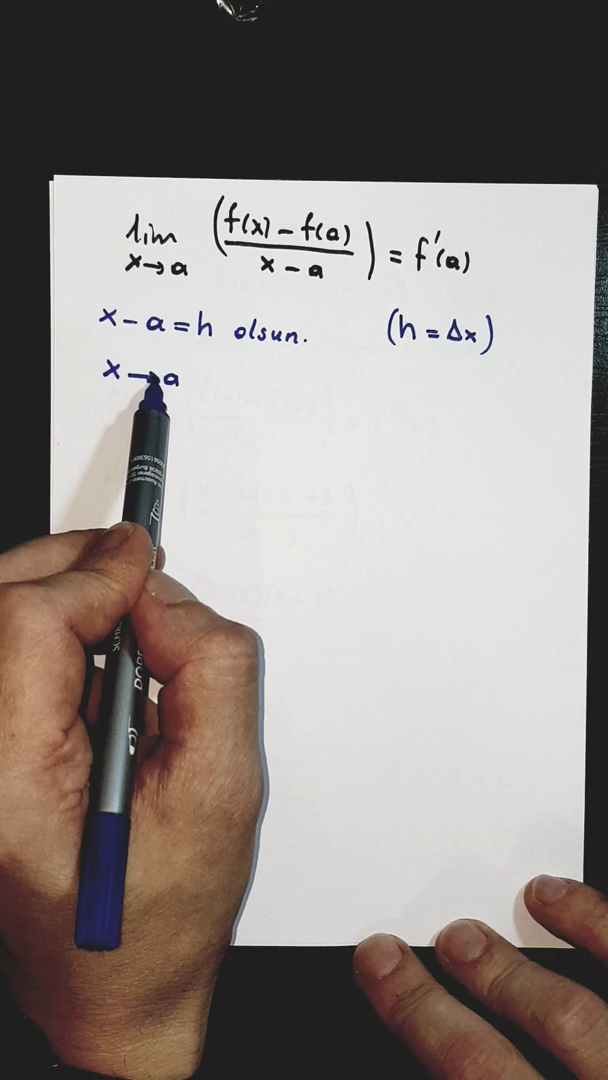 lim x→a ( (f(x) - f(a)) / (x - a) ) = f'(a)
x - a = h olsun. (h = Δx)
x → a